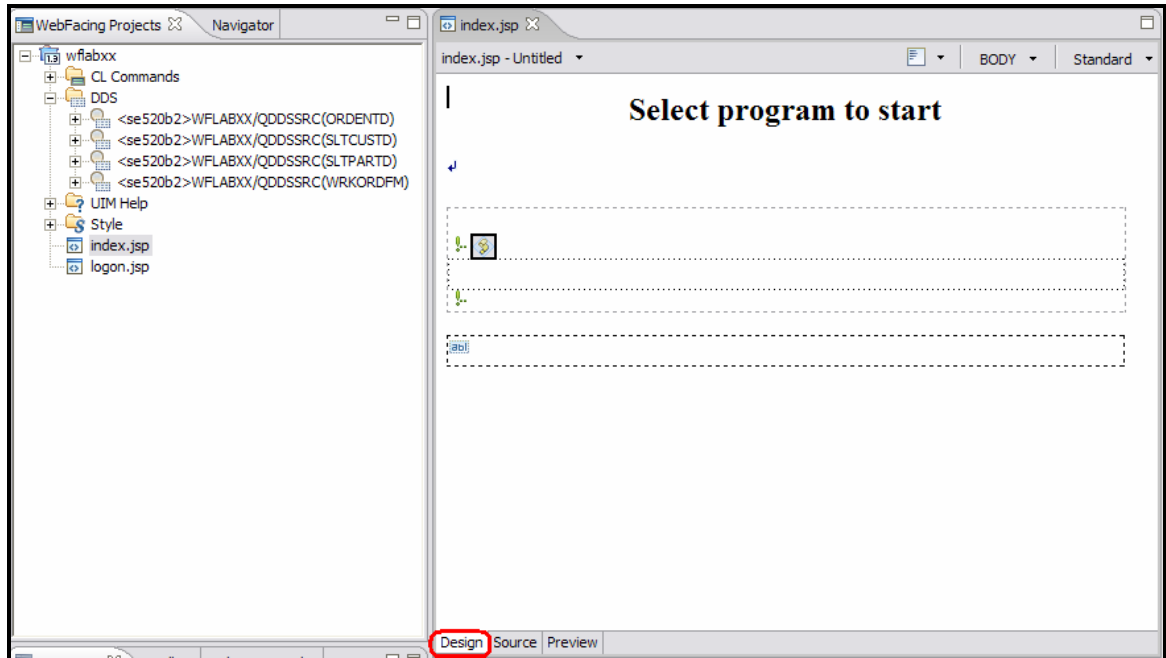 WebFacing Projects
Navigator
wflabxx
CL Commands
DDS
<se520b2>WFLABXX/QDDSSRC(ORDENTD)
<se520b2>WFLABXX/QDDSSRC(SLTCUSTD)
<se520b2>WFLABXX/QDDSSRC(SLTPARTD)
<se520b2>WFLABXX/QDDSSRC(WRKORDFM)
UIM Help
Style
index.jsp
logon.jsp
index.jsp
index.jsp - Untitled
BODY
Standard
Select program to start
abl
Design
Source
Preview